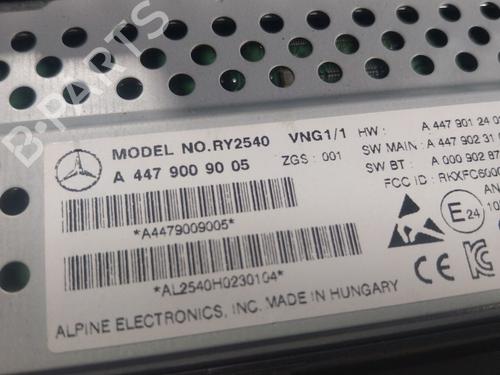 B-PARTS
MODEL NO.RY2540 VNG1/1 HW: A 447 901 24 0
A 447 900 90 05 ZGS : 001 SW MAIN : A 447 902 31
SW BT : A 000 902 87
*A4479009005* FCC ID :
E 24
*AL2540H0230104* CE
ALPINE ELECTRONICS, INC. MADE IN HUNGARY